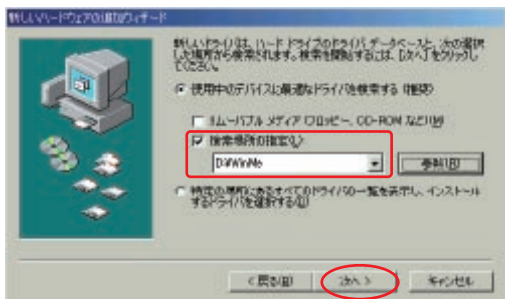 新しいハードウェアの追加ウィザード
新しいドライバは、ハード ドライブのドライバ データベースと、次の選択
した場所から検索されます。検索を開始するには、[次へ] をクリックし
てください。
使用中のデバイスに最適なドライバを検索する (推奨)
リムーバブル メディア (フロッピー、CD-ROM など)(M)
検索場所の指定(L)
D:¥WinMe
参照(R)
特定の場所にあるすべてのドライバの一覧を表示し、インストール
するドライバを選択する(D)
< 戻る(B)
次へ >
キャンセル